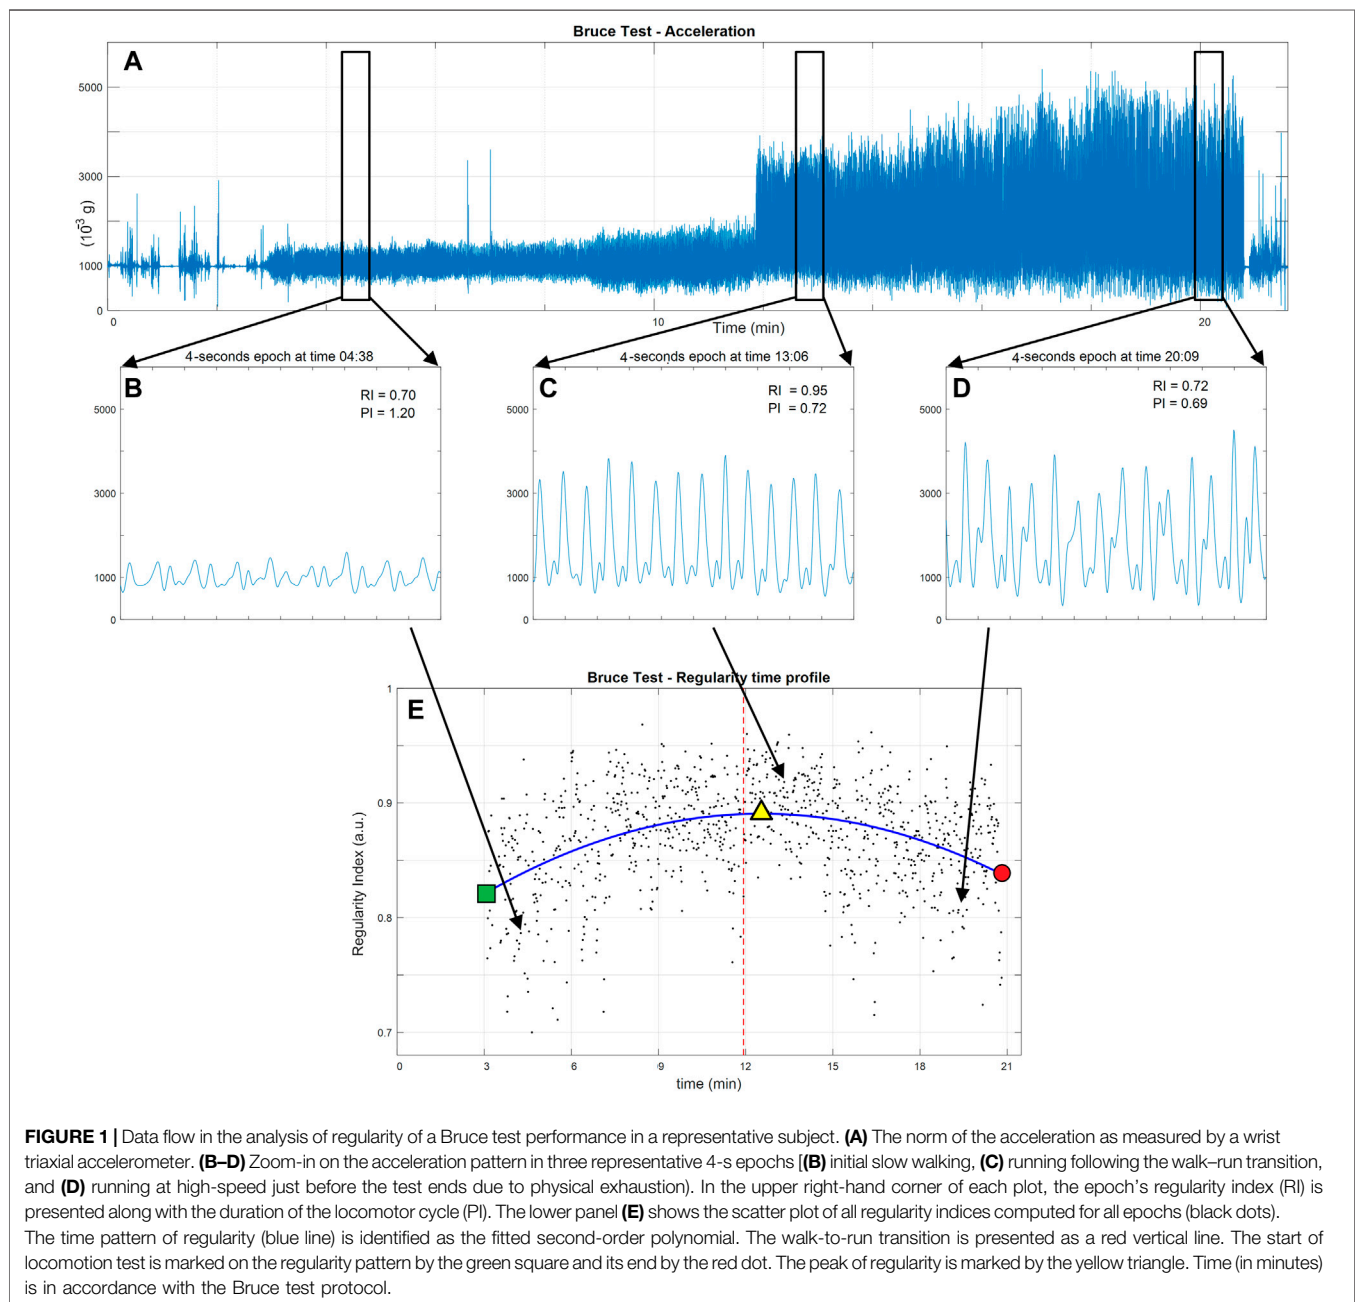 Bruce Test - Acceleration
A
5000
3000
1000
0
(10⁻³ g)
0
10
20
Time (min)
4-seconds epoch at time 04:38
4-seconds epoch at time 13:06
4-seconds epoch at time 20:09
B
RI = 0.70
PI = 1.20
5000
3000
1000
0
C
RI = 0.95
PI = 0.72
5000
3000
1000
0
D
RI = 0.72
PI = 0.69
5000
3000
1000
0
Bruce Test - Regularity time profile
E
1
0.9
0.8
0.7
Regularity Index (a.u.)
0
3
6
9
12
15
18
21
time (min)
FIGURE 1 | Data flow in the analysis of regularity of a Bruce test performance in a representative subject. (A) The norm of the acceleration as measured by a wrist
triaxial accelerometer. (B–D) Zoom-in on the acceleration pattern in three representative 4-s epochs [(B) initial slow walking, (C) running following the walk–run transition,
and (D) running at high-speed just before the test ends due to physical exhaustion). In the upper right-hand corner of each plot, the epoch's regularity index (RI) is
presented along with the duration of the locomotor cycle (PI). The lower panel (E) shows the scatter plot of all regularity indices computed for all epochs (black dots).
The time pattern of regularity (blue line) is identified as the fitted second-order polynomial. The walk-to-run transition is presented as a red vertical line. The start of
locomotion test is marked on the regularity pattern by the green square and its end by the red dot. The peak of regularity is marked by the yellow triangle. Time (in minutes)
is in accordance with the Bruce test protocol.